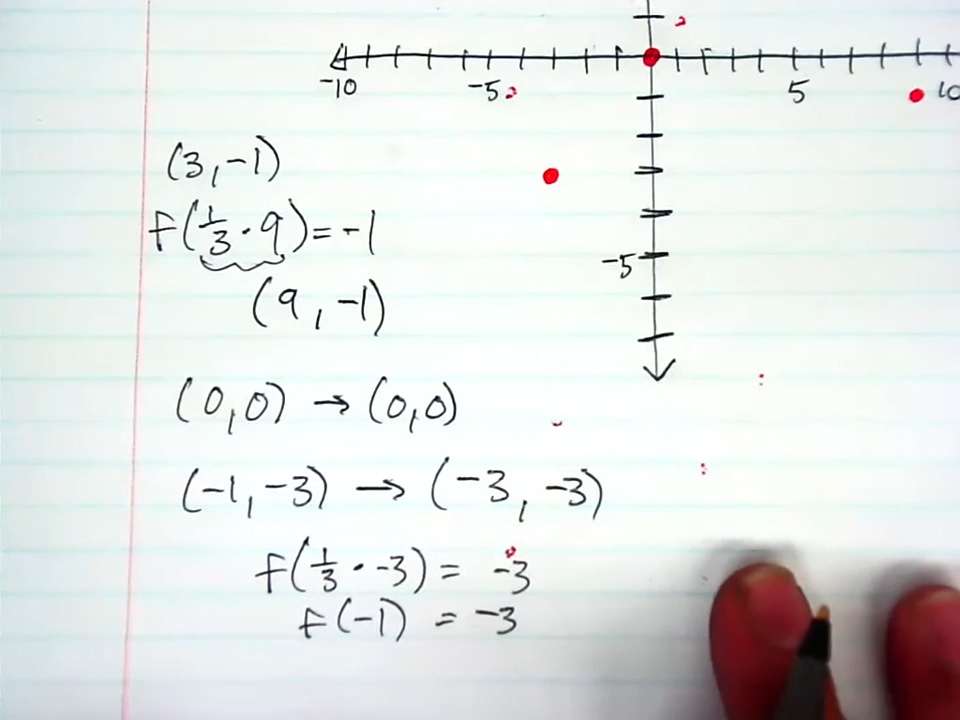 -10 -5 5 10
-5
(3,-1)
f(1/3 · 9) = -1
(9, -1)
(0,0) → (0,0)
(-1,-3) → (-3,-3)
f(1/3 · -3) = -3
f(-1) = -3